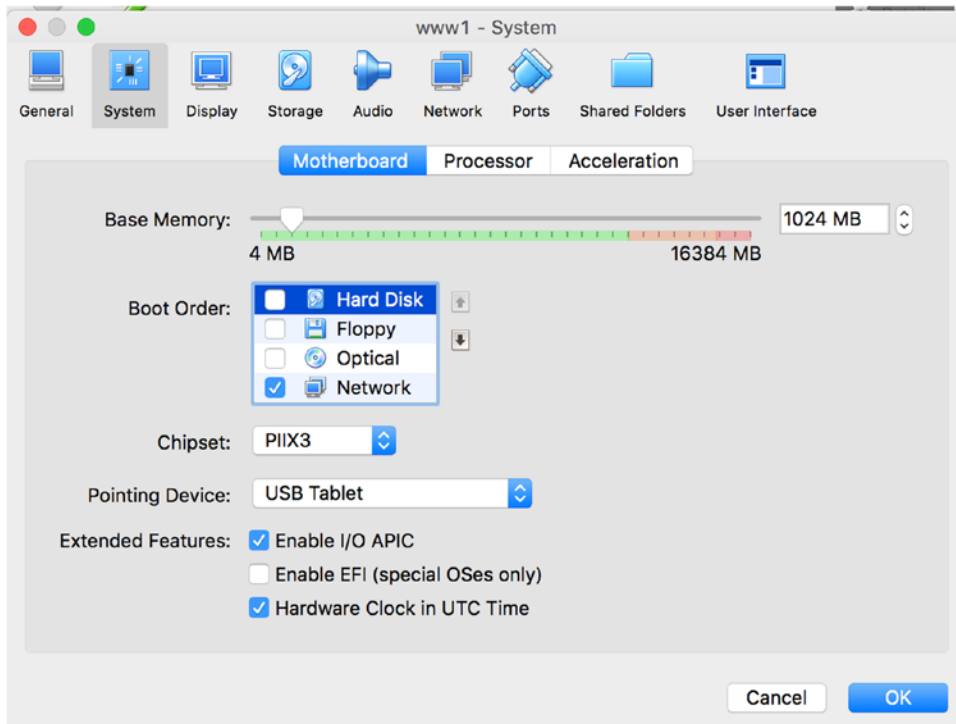 www1 - System
General System Display Storage Audio Network Ports Shared Folders User Interface
Motherboard Processor Acceleration
Base Memory: 1024 MB
4 MB 16384 MB
Boot Order: Hard Disk
Floppy
Optical
Network
Chipset: PIIX3
Pointing Device: USB Tablet
Extended Features: Enable I/O APIC
Enable EFI (special OSes only)
Hardware Clock in UTC Time
Cancel OK